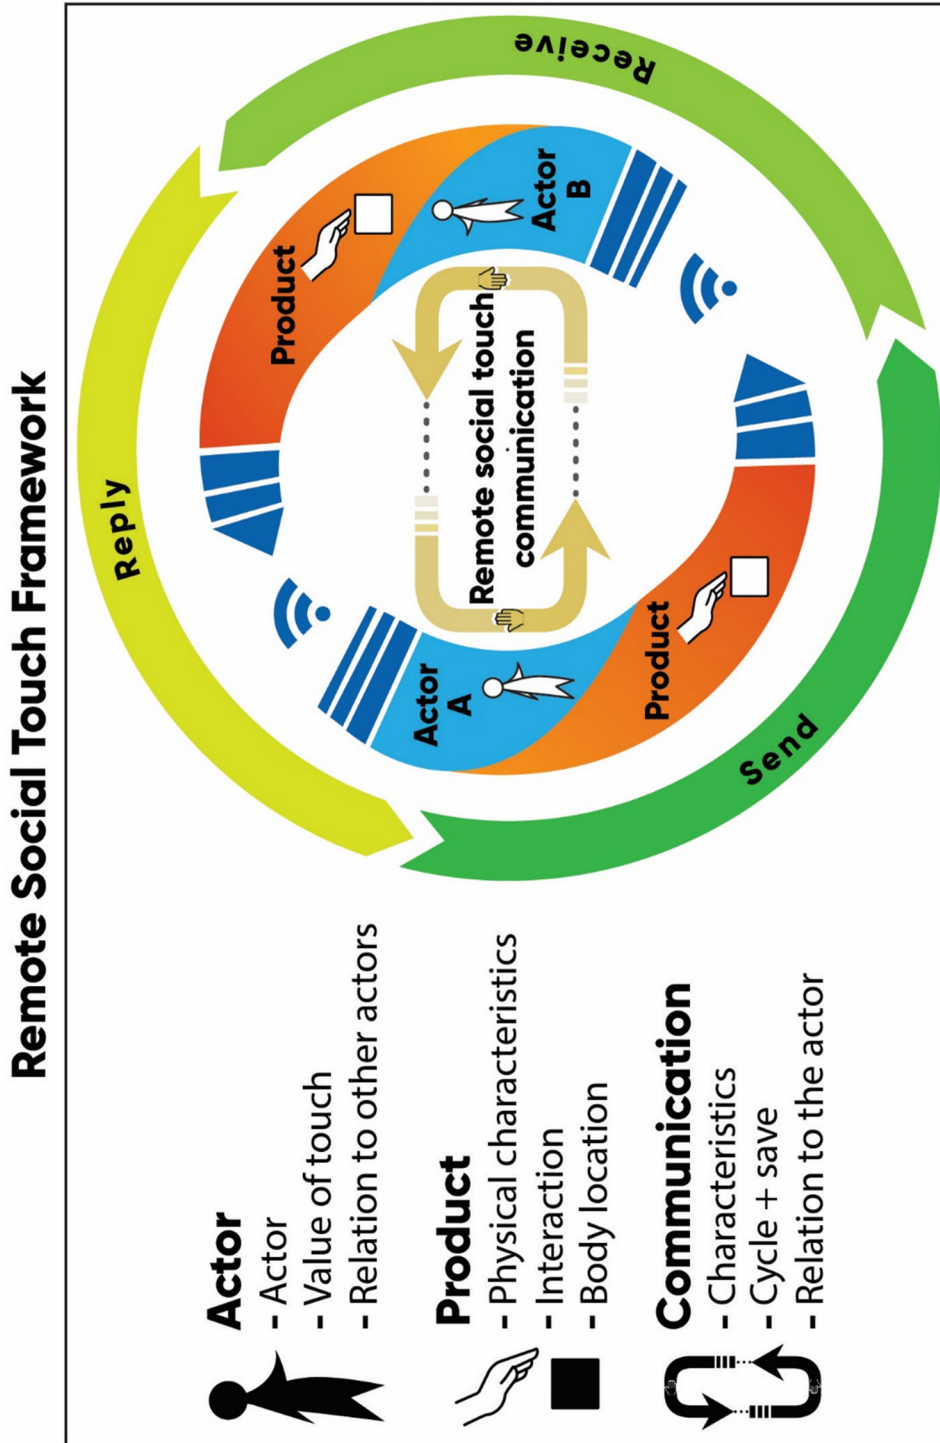 Remote Social Touch Framework
Actor
- Actor
- Value of touch
- Relation to other actors
Product
- Physical characteristics
- Interaction
- Body location
Communication
- Characteristics
- Cycle + save
- Relation to the actor
Reply
Receive
Send
Product
Actor
B
Remote social touch
communication
Actor
A
Product